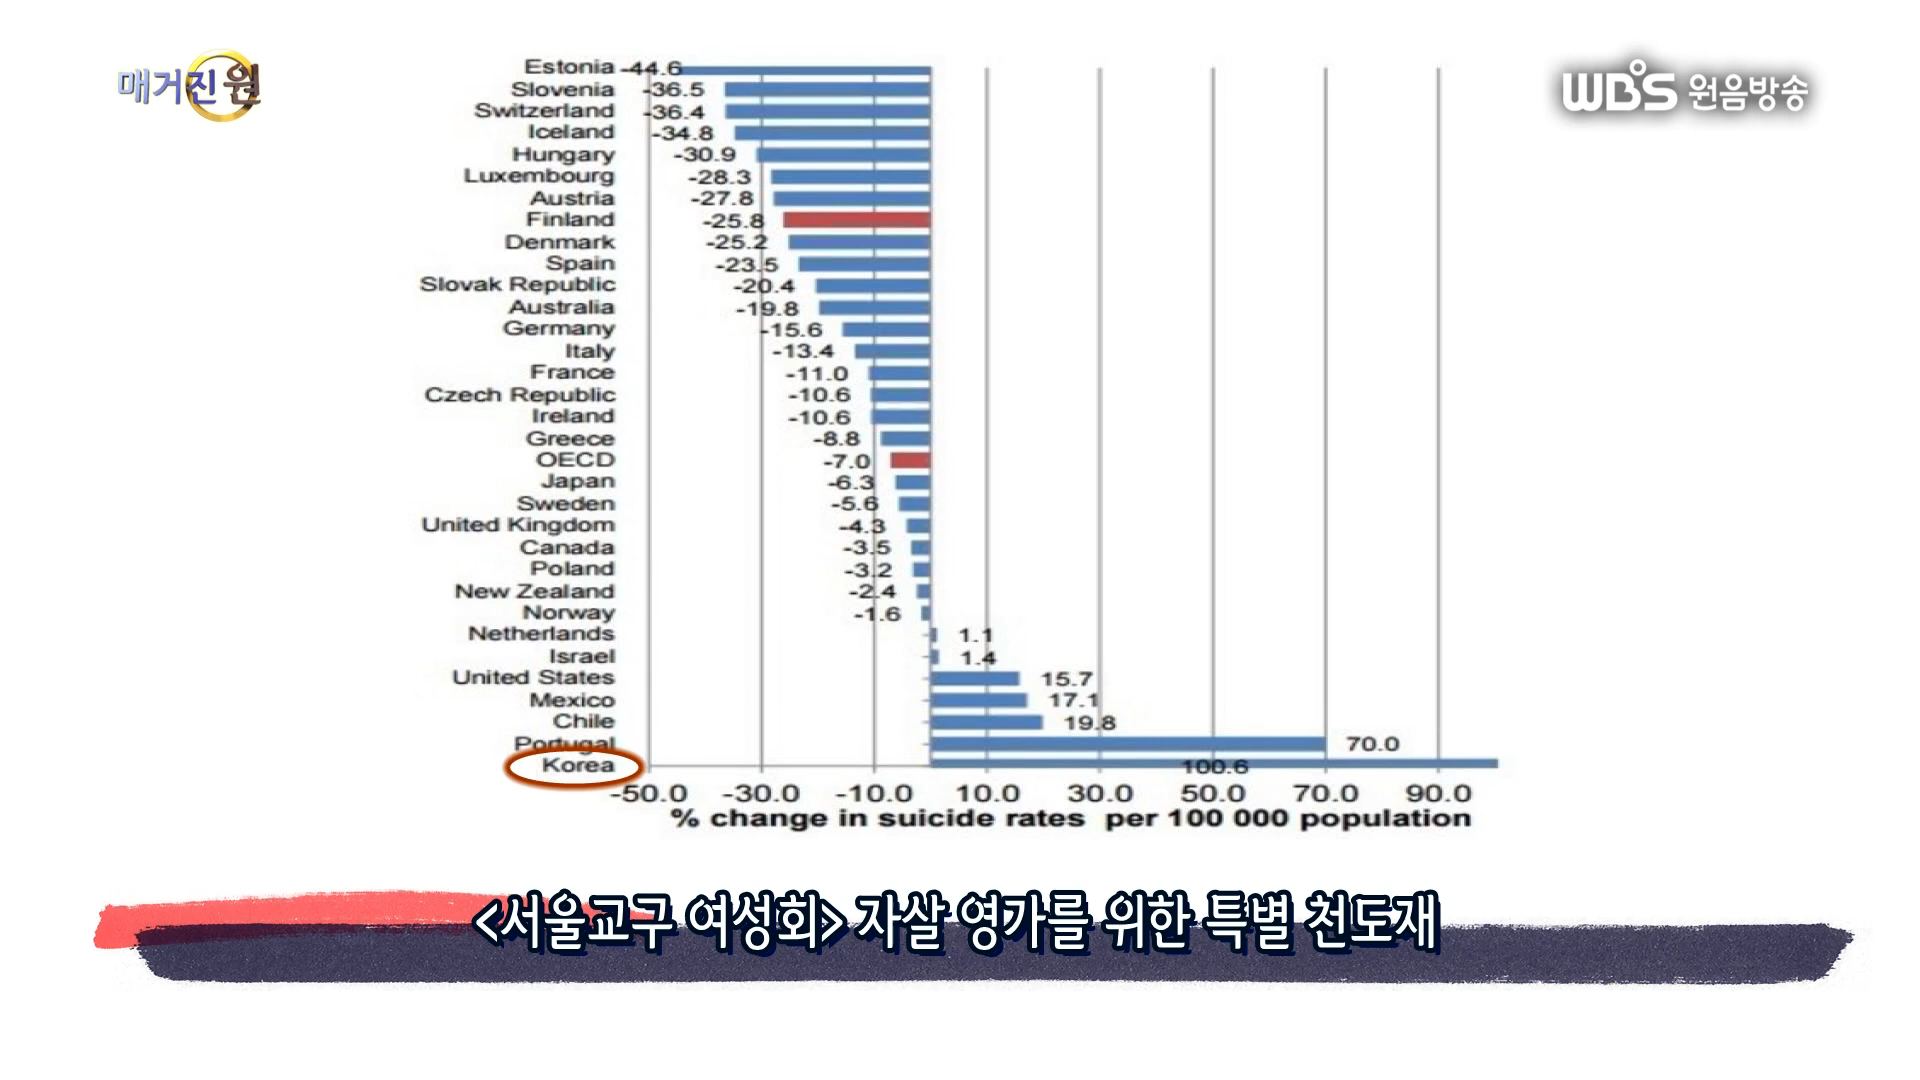 매거진 원
WBS 원음방송
Estonia -44.6
Slovenia -36.5
Switzerland -36.4
Iceland -34.8
Hungary -30.9
Luxembourg -28.3
Austria -27.8
Finland -25.8
Denmark -25.2
Spain -23.5
Slovak Republic -20.4
Australia -19.8
Germany -15.6
Italy -13.4
France -11.0
Czech Republic -10.6
Ireland -10.6
Greece -8.8
OECD -7.0
Japan -6.3
Sweden -5.6
United Kingdom -4.3
Canada -3.5
Poland -3.2
New Zealand -2.4
Norway -1.6
Netherlands 1.1
Israel 1.4
United States 15.7
Mexico 17.1
Chile 19.8
Portugal 70.0
Korea 100.6
-50.0 -30.0 -10.0 10.0 30.0 50.0 70.0 90.0
% change in suicide rates per 100 000 population
<서울교구 여성회> 자살 영가를 위한 특별 천도재